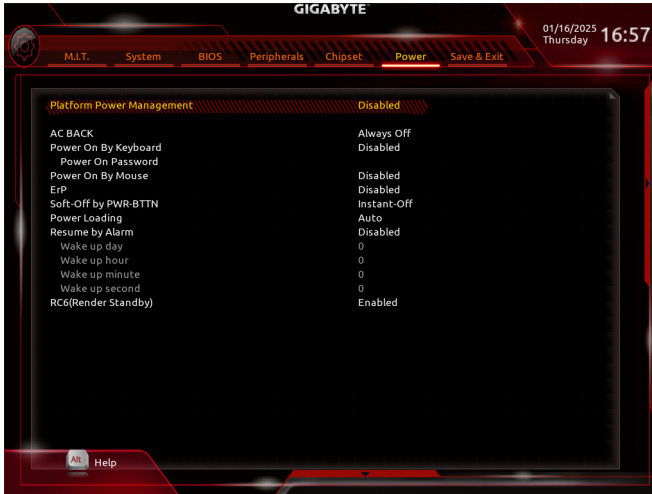 GIGABYTE™
01/16/2025 Thursday 16:57
M.I.T. System BIOS Peripherals Chipset Power Save & Exit
Platform Power Management Disabled
AC BACK Always Off
Power On By Keyboard Disabled
Power On Password
Power On By Mouse Disabled
ErP Disabled
Soft-Off by PWR-BTTN Instant-Off
Power Loading Auto
Resume by Alarm Disabled
Wake up day 0
Wake up hour 0
Wake up minute 0
Wake up second 0
RC6(Render Standby) Enabled
Alt Help